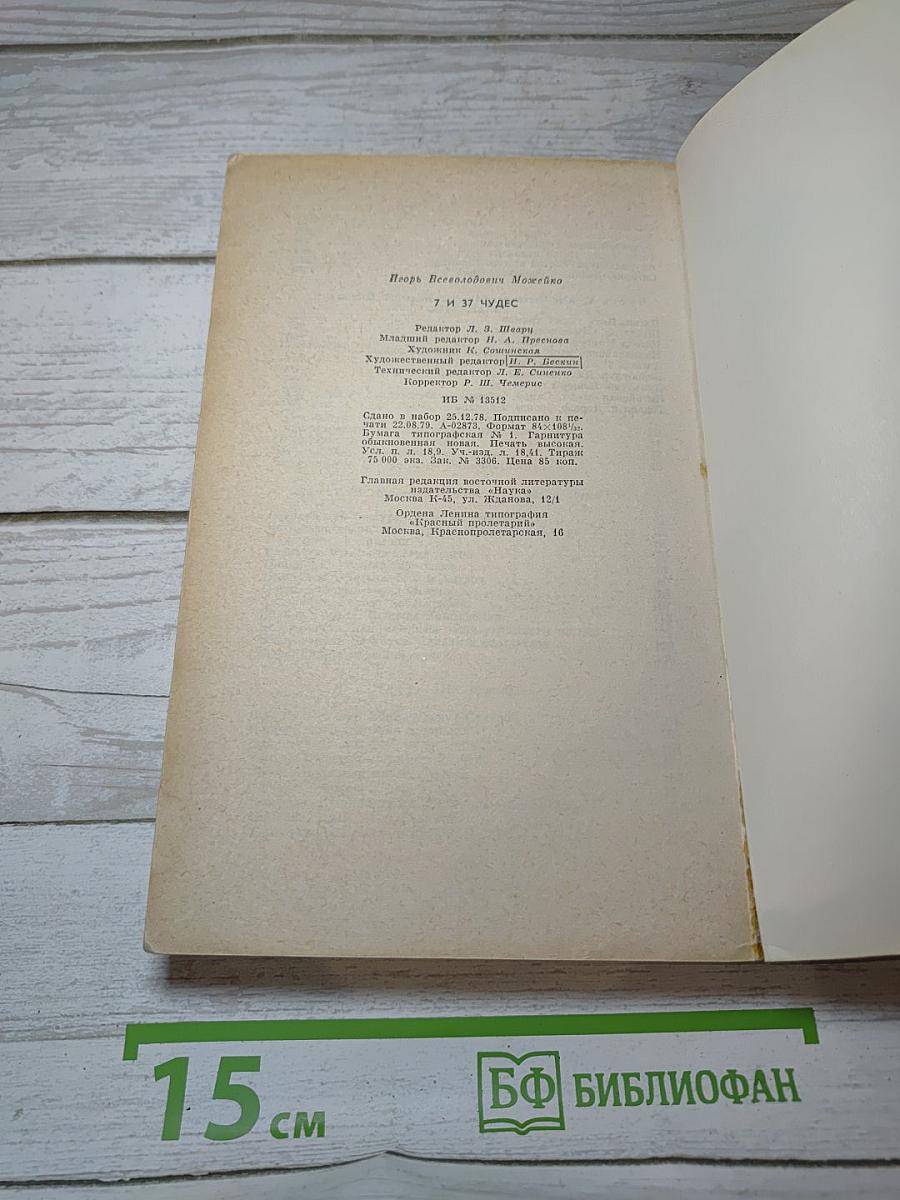 Игорь Всеволодович Можейко
7 И 37 ЧУДЕС
Редактор Л. З. Шварц
Младший редактор Н. А. Преснова
Художник К. Сошинская
Художественный редактор И. Р. Бескин
Технический редактор Л. Е. Синенко
Корректор Р. Ш. Чемерис
ИБ № 13512
Сдано в набор 25.12.78. Подписано к пе-
чати 22.08.79. А-02873. Формат 84×108¹/₃₂.
Бумага типографская № 1. Гарнитура
обыкновенная новая. Печать высокая.
Усл. п. л. 18,9. Уч.-изд. л. 18,41. Тираж
75 000 экз. Зак. № 3306. Цена 85 коп.
Главная редакция восточной литературы
издательства «Наука»
Москва К-45, ул. Жданова, 12/1
Ордена Ленина типография
«Красный пролетарий»
Москва, Краснопролетарская, 16
15 см
БФ БИБЛИОФАН